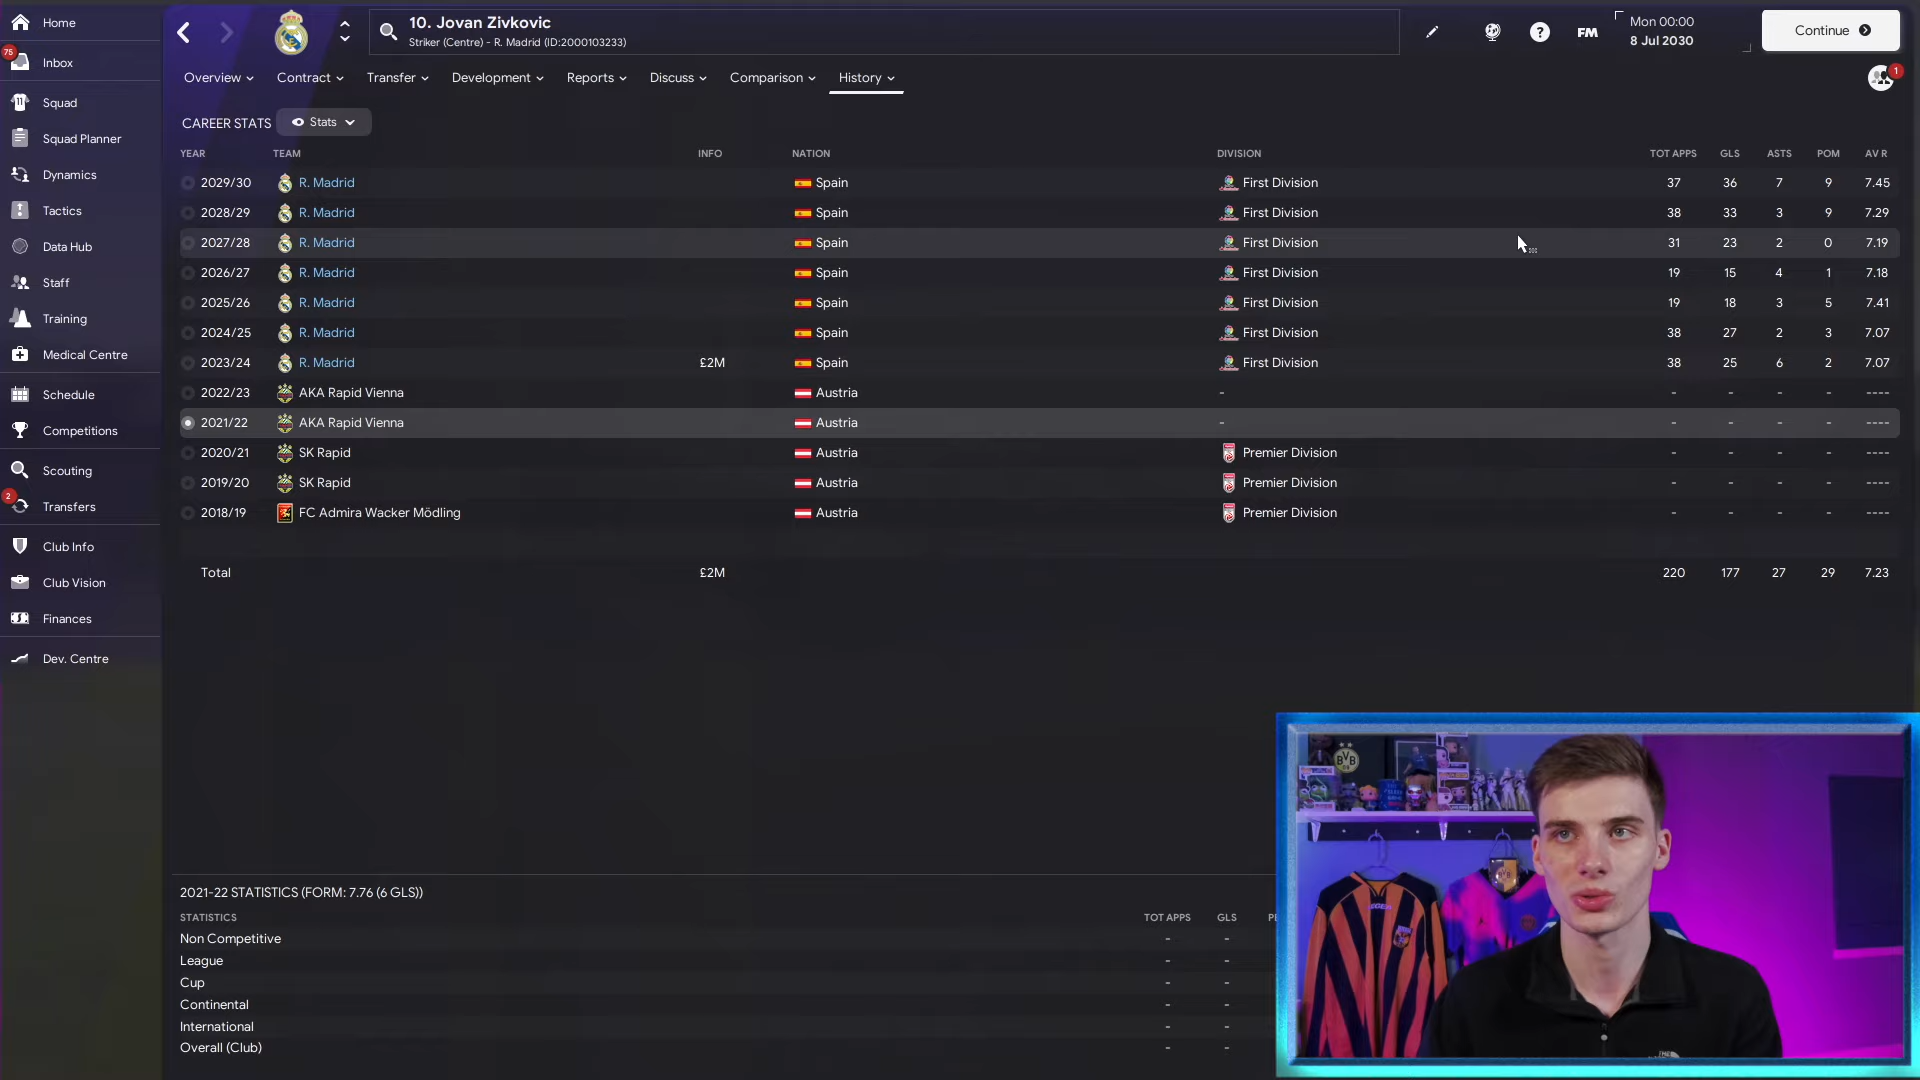 10. Jovan Zivkovic
Striker (Centre) - R. Madrid (ID:2000103233)
FM
Mon 00:00
8 Jul 2030
Continue
Home
75
Inbox
Squad
Squad Planner
Dynamics
Tactics
Data Hub
Staff
Training
Medical Centre
Schedule
Competitions
Scouting
2
Transfers
Club Info
Club Vision
Finances
Dev. Centre
Overview Contract Transfer Development Reports Discuss Comparison History
1
CAREER STATS Stats
YEAR TEAM INFO NATION DIVISION TOT APPS GLS ASTS POM AV R
2029/30 R. Madrid Spain First Division 37 36 7 9 7.45
2028/29 R. Madrid Spain First Division 38 33 3 9 7.29
2027/28 R. Madrid Spain First Division 31 23 2 0 7.19
2026/27 R. Madrid Spain First Division 19 15 4 1 7.18
2025/26 R. Madrid Spain First Division 19 18 3 5 7.41
2024/25 R. Madrid Spain First Division 38 27 2 3 7.07
2023/24 R. Madrid £2M Spain First Division 38 25 6 2 7.07
2022/23 AKA Rapid Vienna Austria - - - - - ----
2021/22 AKA Rapid Vienna Austria - - - - - ----
2020/21 SK Rapid Austria Premier Division - - - - ----
2019/20 SK Rapid Austria Premier Division - - - - ----
2018/19 FC Admira Wacker Mödling Austria Premier Division - - - - ----
Total £2M 220 177 27 29 7.23
2021-22 STATISTICS (FORM: 7.76 (6 GLS))
STATISTICS TOT APPS GLS
Non Competitive - -
League - -
Cup - -
Continental - -
International - -
Overall (Club) - -
BVB